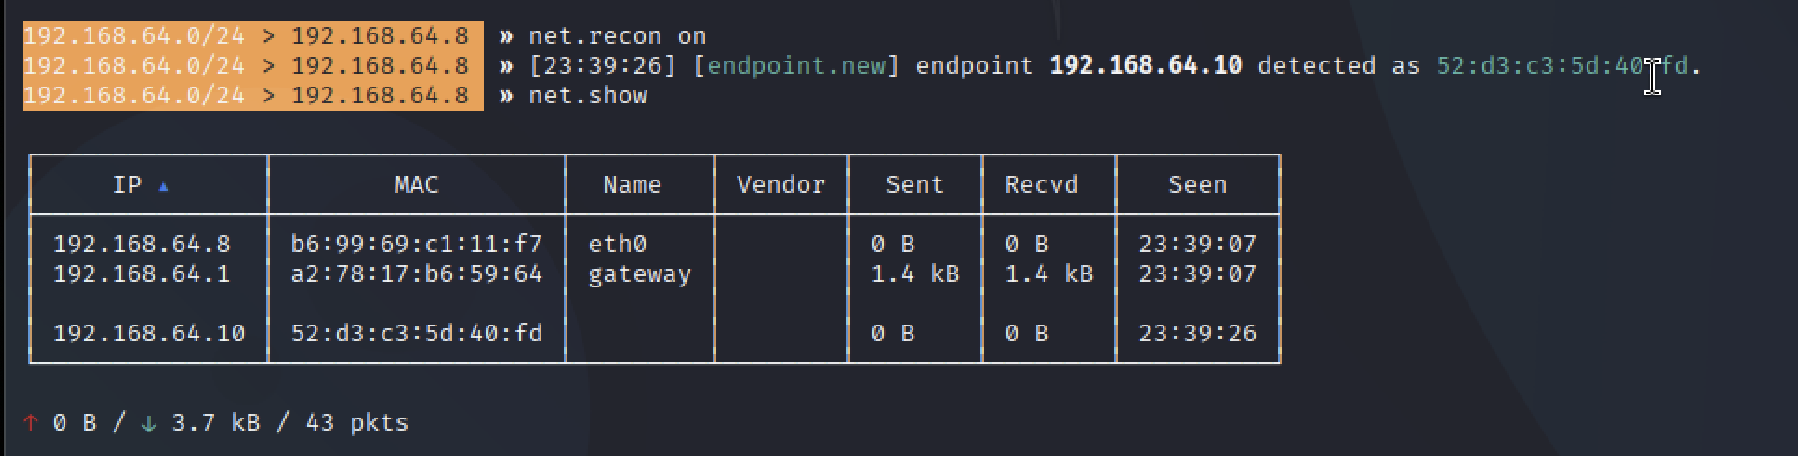 192.168.64.0/24 > 192.168.64.8 » net.recon on
192.168.64.0/24 > 192.168.64.8 » [23:39:26] [endpoint.new] endpoint 192.168.64.10 detected as 52:d3:c3:5d:40:fd.
192.168.64.0/24 > 192.168.64.8 » net.show
IP ▲ MAC Name Vendor Sent Recvd Seen
192.168.64.8 b6:99:69:c1:11:f7 eth0 0 B 0 B 23:39:07
192.168.64.1 a2:78:17:b6:59:64 gateway 1.4 kB 1.4 kB 23:39:07
192.168.64.10 52:d3:c3:5d:40:fd 0 B 0 B 23:39:26
↑ 0 B / ↓ 3.7 kB / 43 pkts